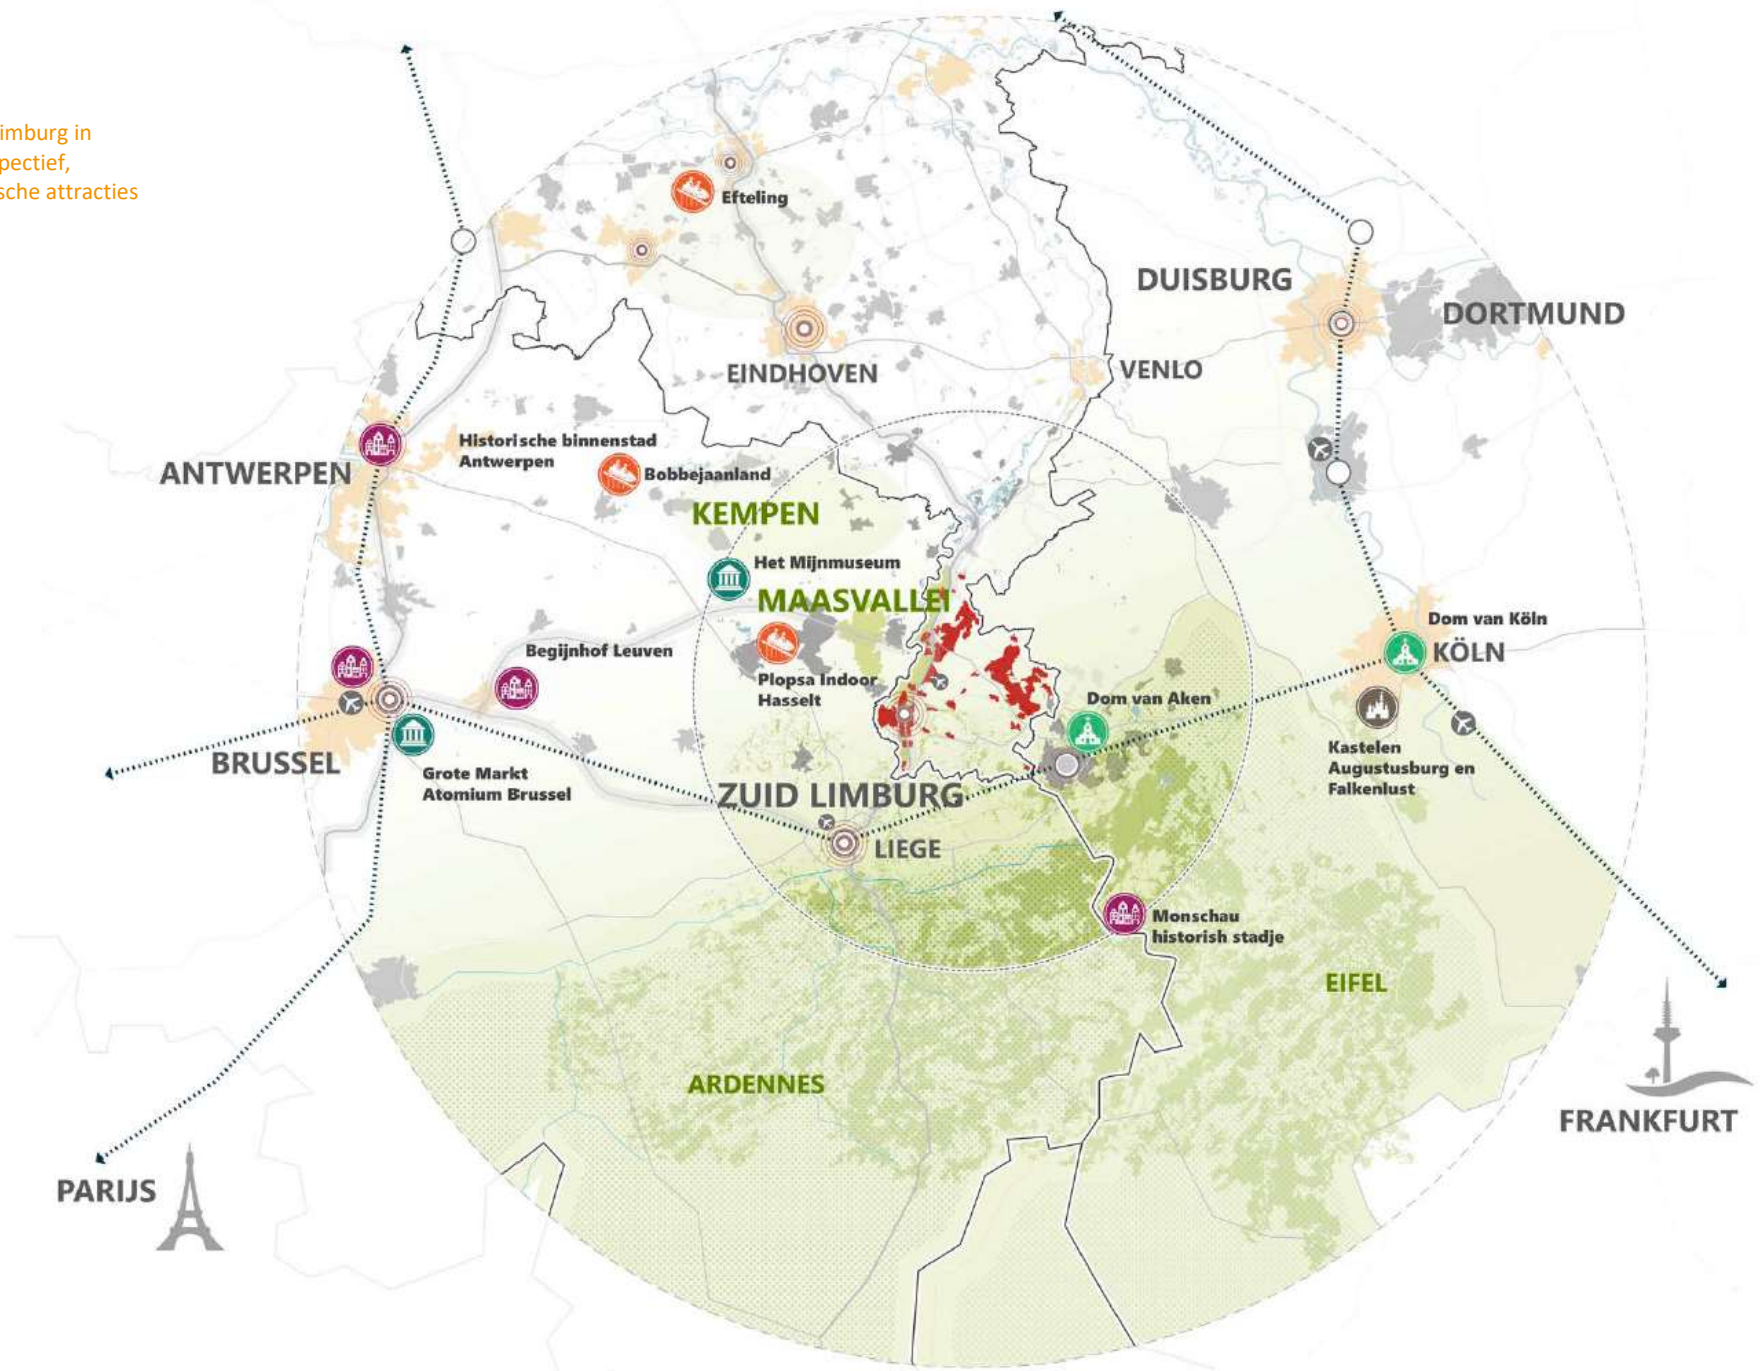 imburg in
pectief,
sche attracties
Efteling
DUISBURG
DORTMUND
EINDHOVEN
VENLO
Historische binnenstad
Antwerpen
ANTWERPEN
Bobbejaanland
KEMPEN
Het Mijnmuseum
MAASVALLEI
Dom van Köln
KÖLN
Begijnhof Leuven
Plopsa Indoor
Hasselt
Dom van Aken
BRUSSEL
Grote Markt
Atomium Brussel
Kastelen
Augustusburg en
Falkenlust
ZUID LIMBURG
LIEGE
Monschau
historish stadje
EIFEL
ARDENNES
FRANKFURT
PARIJS